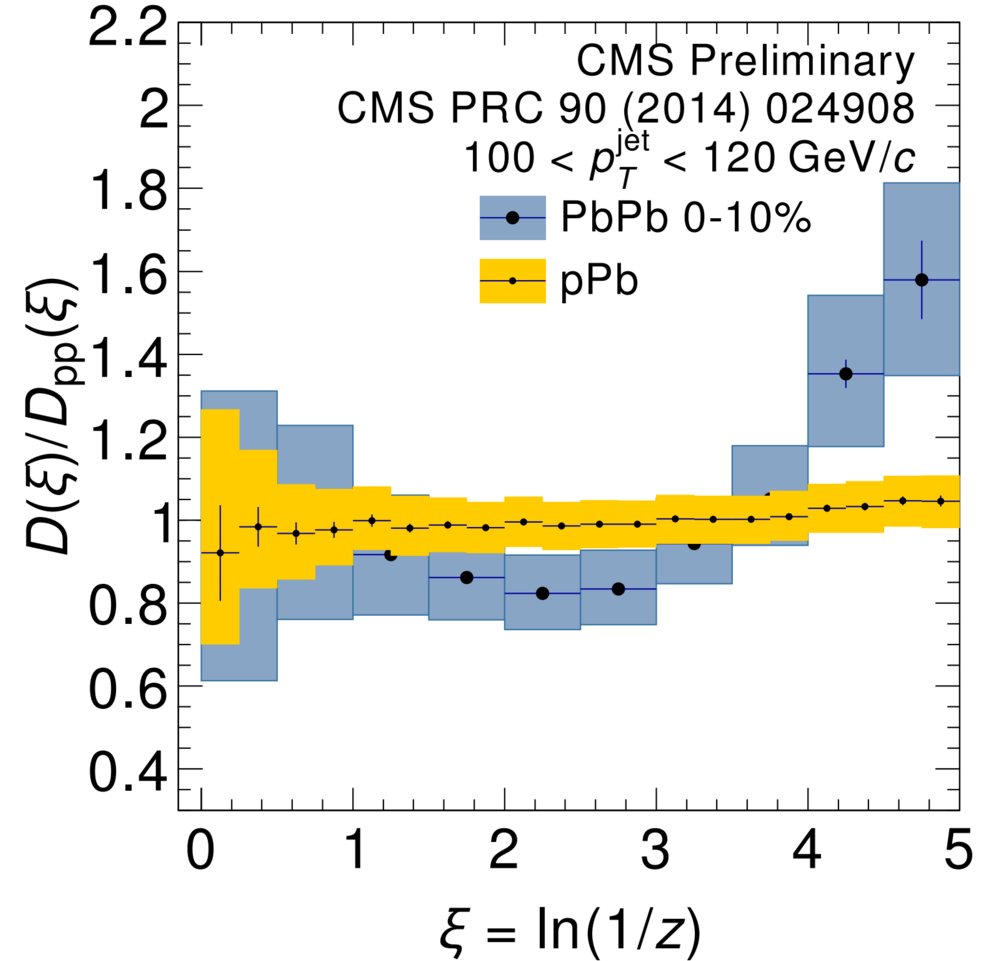 CMS Preliminary
CMS PRC 90 (2014) 024908
100 < p_T^jet < 120 GeV/c
PbPb 0-10%
pPb
D(ξ)/D_pp(ξ)
2.2
2
1.8
1.6
1.4
1.2
1
0.8
0.6
0.4
0 1 2 3 4 5
ξ = ln(1/z)